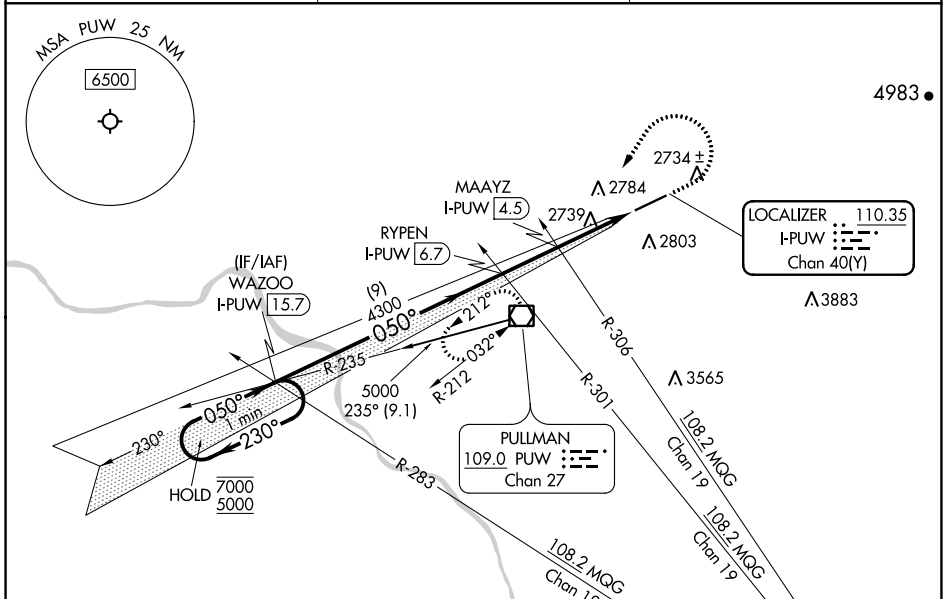 MSA PUW 25 NM
6500
4983
2734 ±
2784
MAAYZ
I-PUW 4.5
2739
LOCALIZER 110.35
I-PUW
Chan 40(Y)
2803
RYPEN
I-PUW 6.7
(IF/IAF)
WAZOO
I-PUW 15.7
(9)
4300
050°
3883
212°
032°
R-212
R-306
R-235
5000
235° (9.1)
R-301
3565
050°
1 min
230°
230°
HOLD 7000
5000
PULLMAN
109.0 PUW
Chan 27
R-283
108.2 MQG
Chan 19
108.2 MQG
Chan 19
108.2 MQG